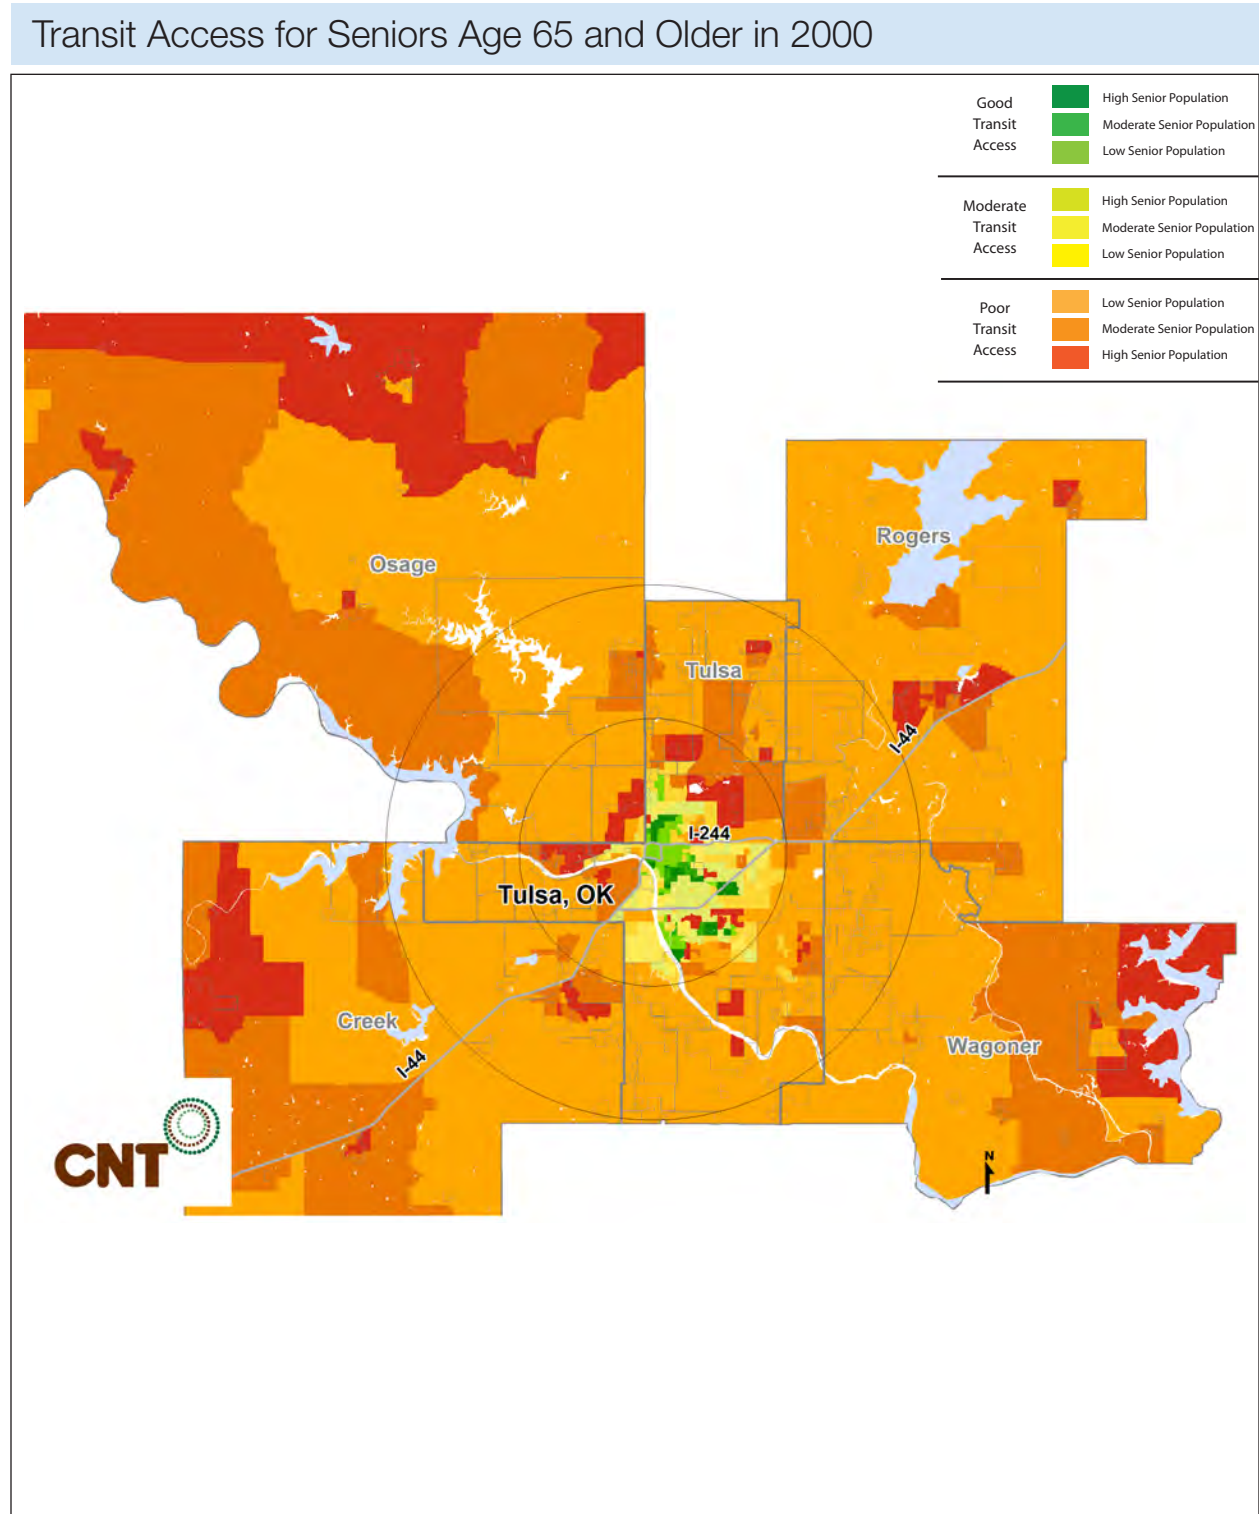 Transit Access for Seniors Age 65 and Older in 2000
Good
Transit
Access
High Senior Population
Moderate Senior Population
Low Senior Population
Moderate
Transit
Access
High Senior Population
Moderate Senior Population
Low Senior Population
Poor
Transit
Access
Low Senior Population
Moderate Senior Population
High Senior Population
Rogers
Osage
Tulsa
I-44
I-244
Tulsa, OK
Creek
I-44
Wagoner
CNT
N